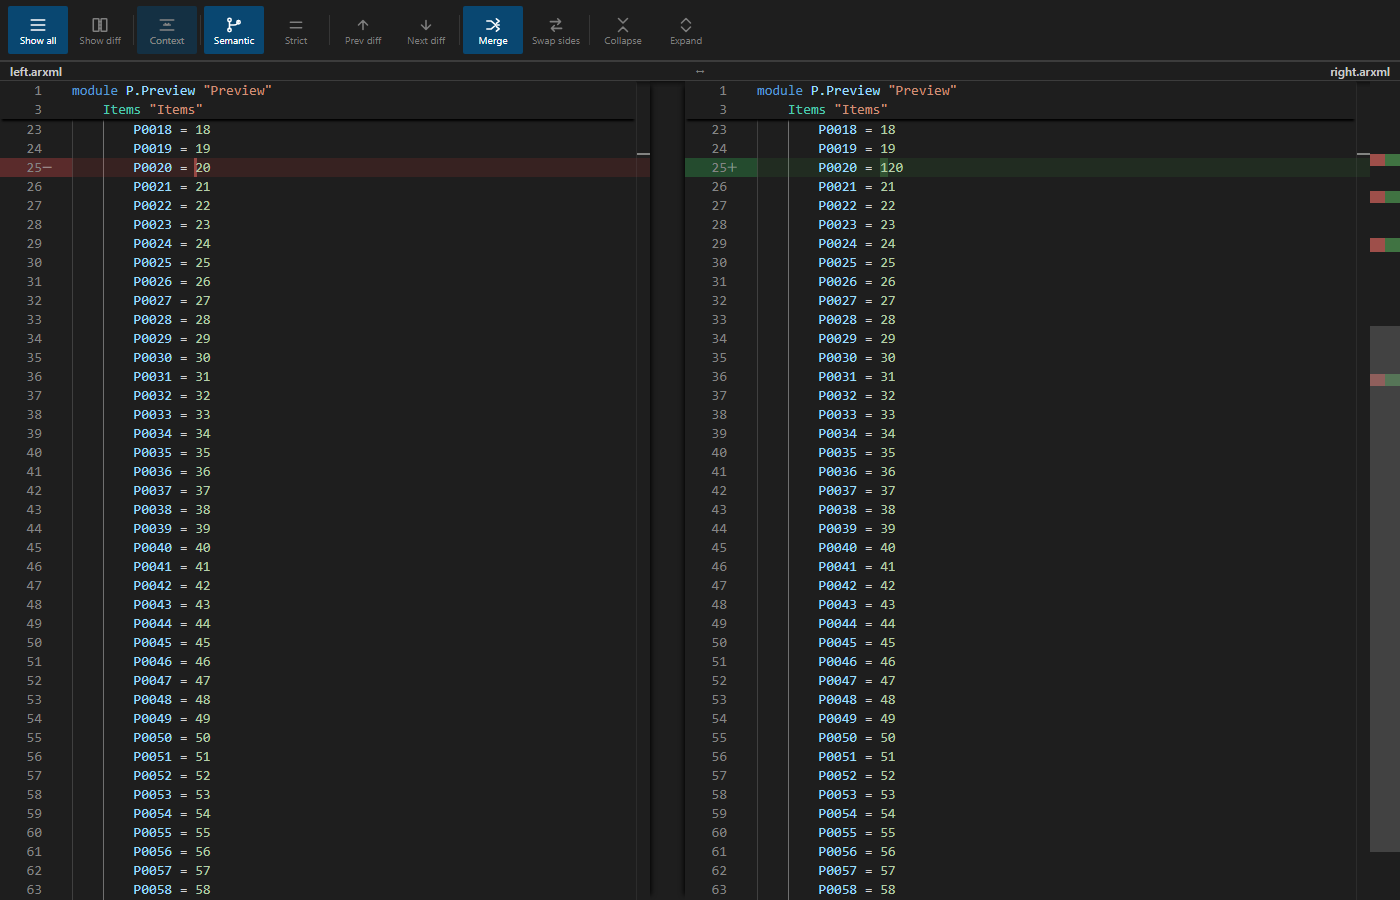 Show all Show diff Context Semantic Strict Prev diff Next diff Merge Swap sides Collapse Expand
left.arxml ↔ right.arxml
1 module P.Preview "Preview" 1 module P.Preview "Preview"
3 Items "Items" 3 Items "Items"
23 P0018 = 18 23 P0018 = 18
24 P0019 = 19 24 P0019 = 19
25− P0020 = 20 25+ P0020 = 120
26 P0021 = 21 26 P0021 = 21
27 P0022 = 22 27 P0022 = 22
28 P0023 = 23 28 P0023 = 23
29 P0024 = 24 29 P0024 = 24
30 P0025 = 25 30 P0025 = 25
31 P0026 = 26 31 P0026 = 26
32 P0027 = 27 32 P0027 = 27
33 P0028 = 28 33 P0028 = 28
34 P0029 = 29 34 P0029 = 29
35 P0030 = 30 35 P0030 = 30
36 P0031 = 31 36 P0031 = 31
37 P0032 = 32 37 P0032 = 32
38 P0033 = 33 38 P0033 = 33
39 P0034 = 34 39 P0034 = 34
40 P0035 = 35 40 P0035 = 35
41 P0036 = 36 41 P0036 = 36
42 P0037 = 37 42 P0037 = 37
43 P0038 = 38 43 P0038 = 38
44 P0039 = 39 44 P0039 = 39
45 P0040 = 40 45 P0040 = 40
46 P0041 = 41 46 P0041 = 41
47 P0042 = 42 47 P0042 = 42
48 P0043 = 43 48 P0043 = 43
49 P0044 = 44 49 P0044 = 44
50 P0045 = 45 50 P0045 = 45
51 P0046 = 46 51 P0046 = 46
52 P0047 = 47 52 P0047 = 47
53 P0048 = 48 53 P0048 = 48
54 P0049 = 49 54 P0049 = 49
55 P0050 = 50 55 P0050 = 50
56 P0051 = 51 56 P0051 = 51
57 P0052 = 52 57 P0052 = 52
58 P0053 = 53 58 P0053 = 53
59 P0054 = 54 59 P0054 = 54
60 P0055 = 55 60 P0055 = 55
61 P0056 = 56 61 P0056 = 56
62 P0057 = 57 62 P0057 = 57
63 P0058 = 58 63 P0058 = 58